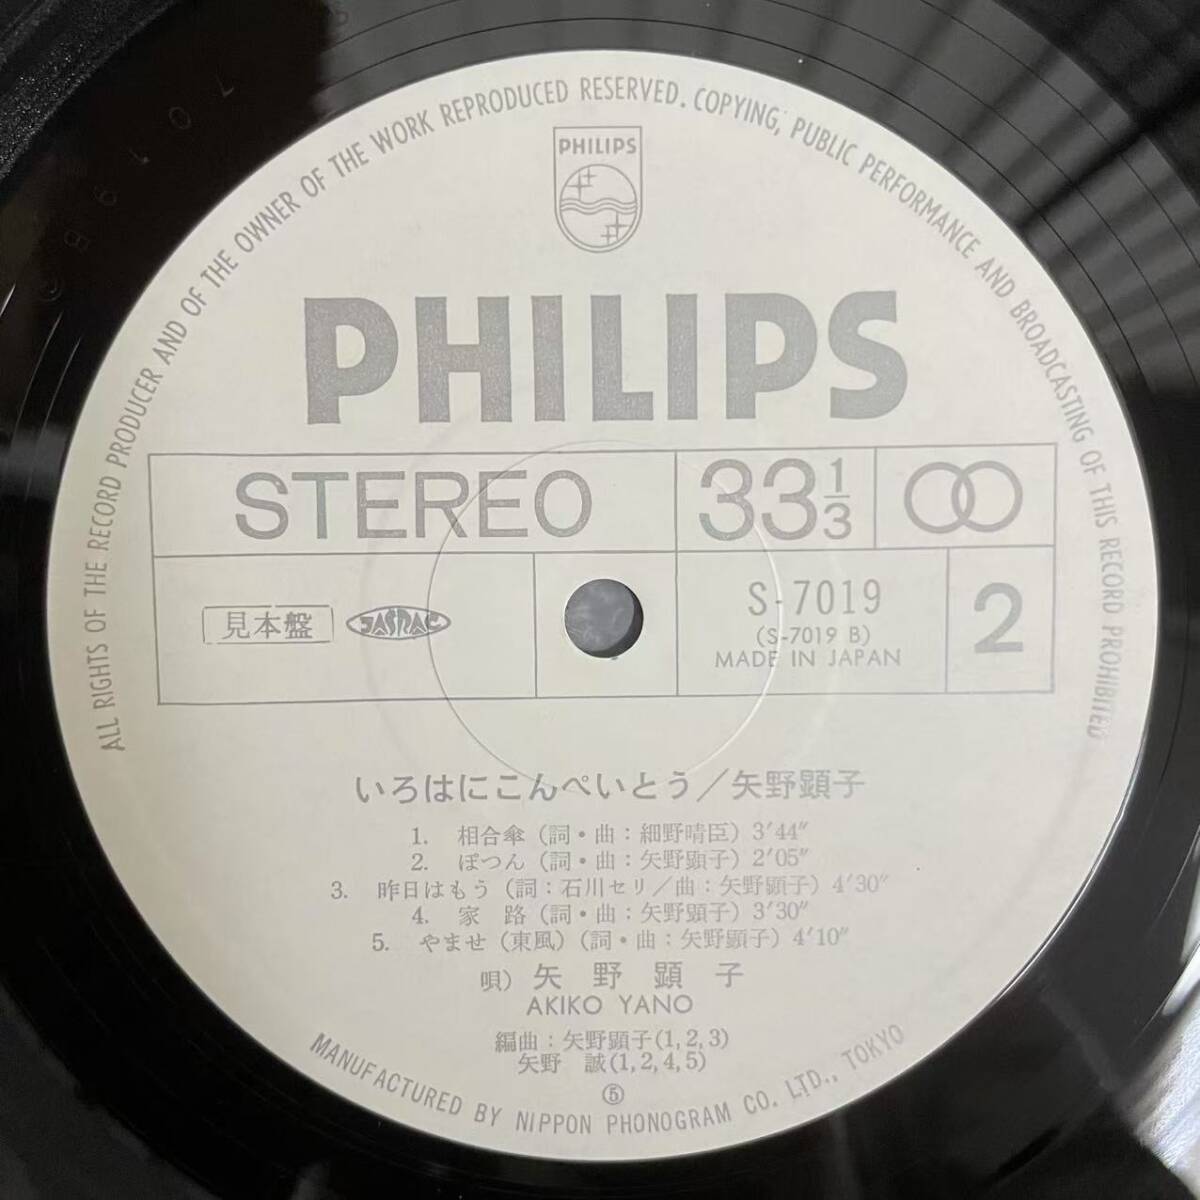 ALL RIGHTS OF THE RECORD PRODUCER AND OF THE OWNER OF THE WORK REPRODUCED RESERVED. COPYING, PUBLIC PERFORMANCE AND BROADCASTING OF THIS RECORD PROHIBITED
PHILIPS
PHILIPS
STEREO 33 1/3
見本盤 JASRAC S-7019 2
(S-7019 B)
MADE IN JAPAN
いろはにこんぺいとう/矢野顕子
1. 相合傘 (詞・曲:細野晴臣) 3′44″
2. ぽつん (詞・曲:矢野顕子) 2′05″
3. 昨日はもう (詞:石川セリ/曲:矢野顕子) 4′30″
4. 家 路 (詞・曲:矢野顕子) 3′30″
5. やませ (東風) (詞・曲:矢野顕子) 4′10″
唄) 矢野顕子
AKIKO YANO
編曲:矢野顕子(1,2,3)
矢野 誠(1,2,4,5)
⑤
MANUFACTURED BY NIPPON PHONOGRAM CO. LTD., TOKYO